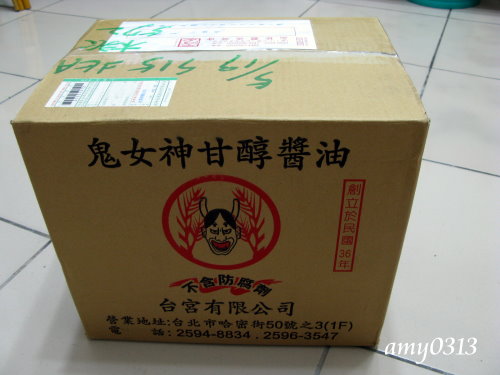 5/19 515 JEA
鬼女神甘醇醬油
創立於民國36年
不含防腐劑
台宮有限公司
營業地址:台北市哈密街50號之3(1F)
電話:2594-8834.2596-3547
amy0313